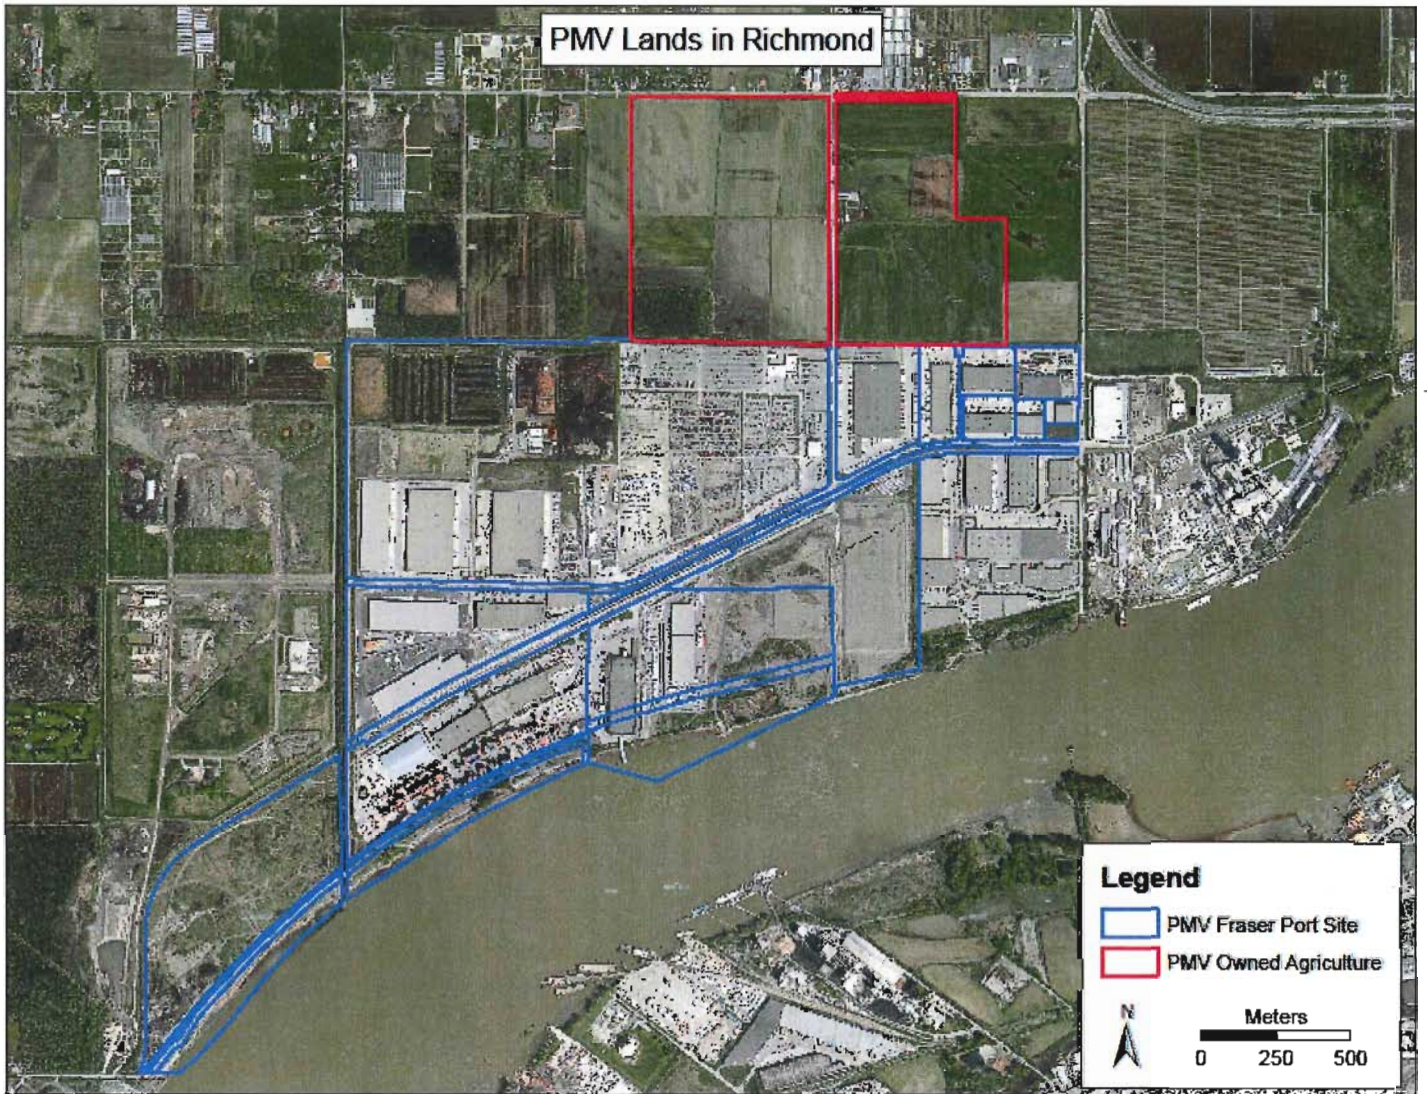 PMV Lands in Richmond
Legend
PMV Fraser Port Site
PMV Owned Agriculture
N
Meters
0 250 500